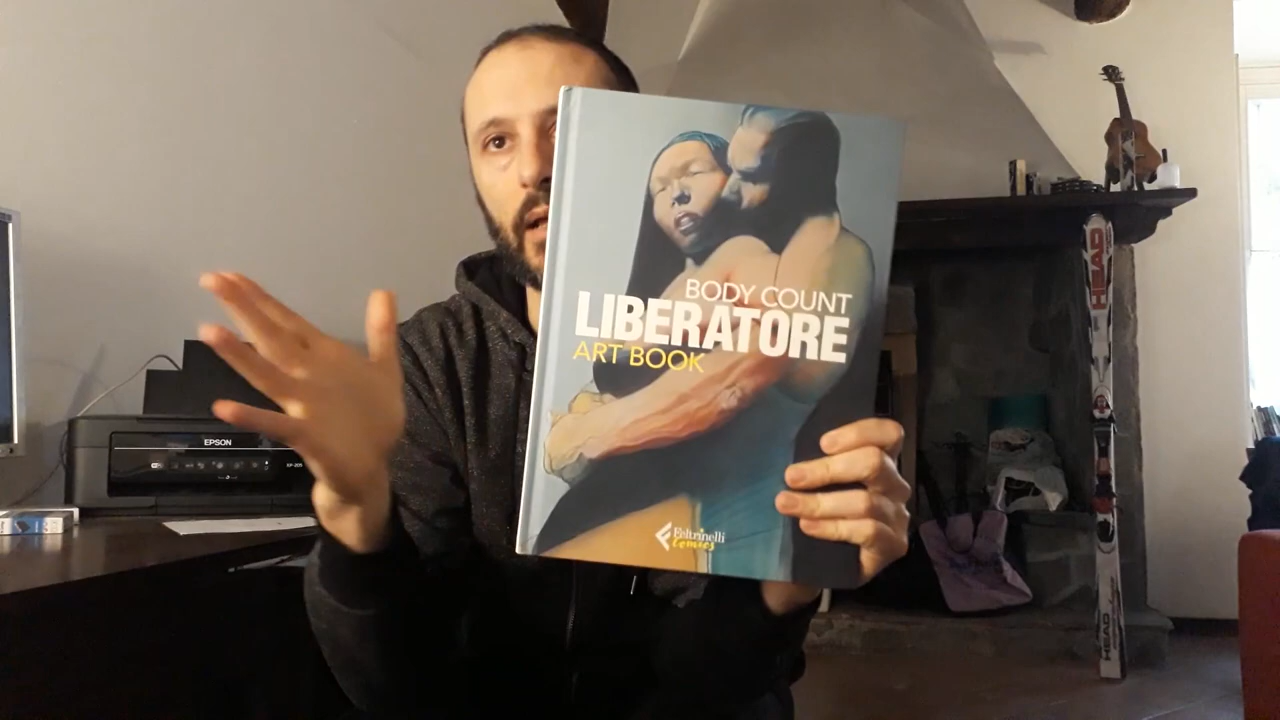 BODY COUNT
LIBERATORE
ART BOOK
Feltrinelli
Comics
EPSON
HEAD
HEAD